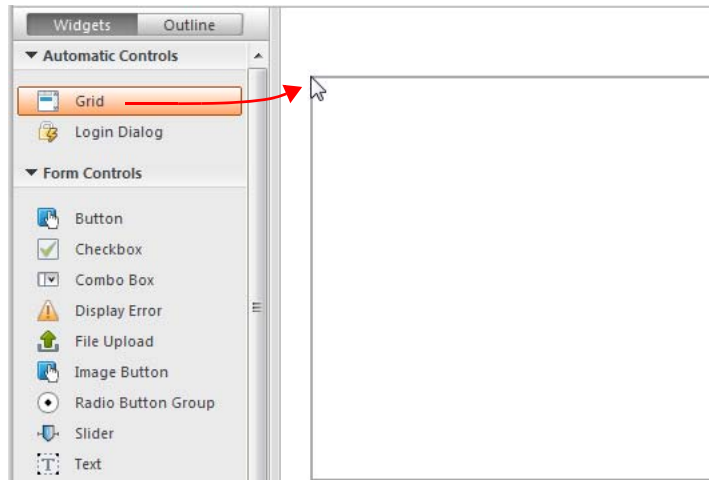 Widgets Outline
Automatic Controls
Grid
Login Dialog
Form Controls
Button
Checkbox
Combo Box
Display Error
File Upload
Image Button
Radio Button Group
Slider
Text